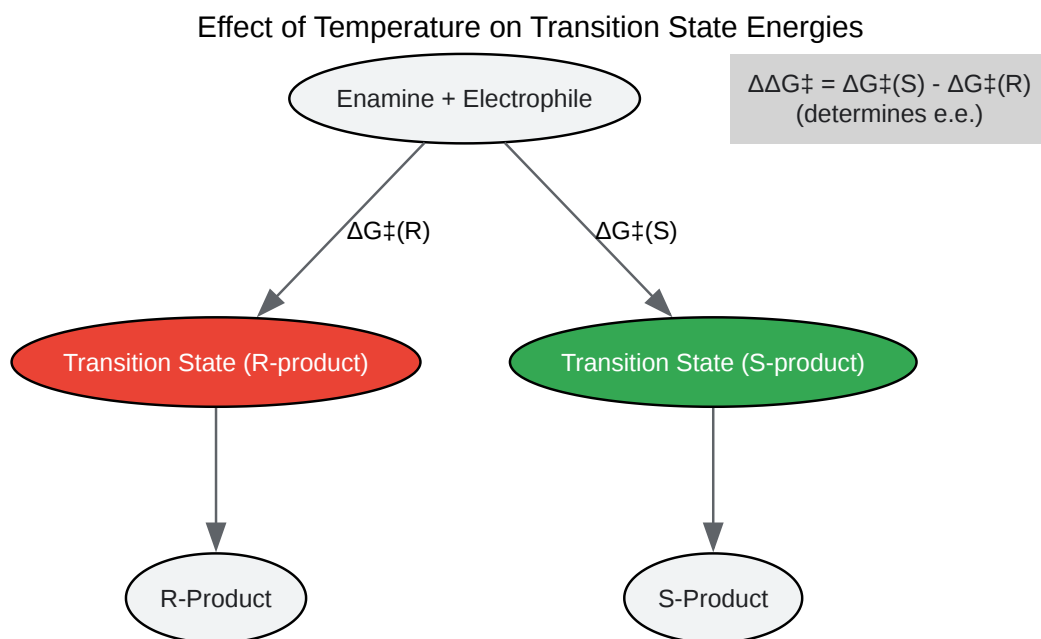 Effect of Temperature on Transition State Energies
Enamine + Electrophile
ΔΔG‡ = ΔG‡(S) - ΔG‡(R)
(determines e.e.)
ΔG‡(R)
ΔG‡(S)
Transition State (R-product)
Transition State (S-product)
R-Product
S-Product